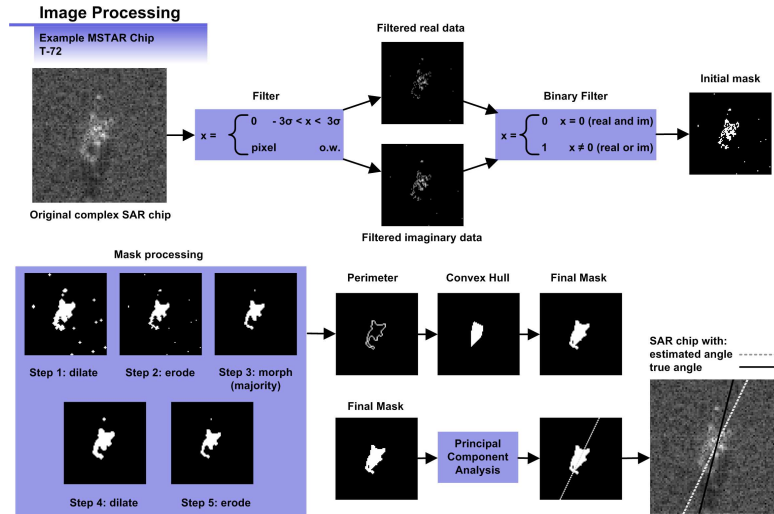 Image Processing
Example MSTAR Chip
T-72
Original complex SAR chip
Filter
x =
0 - 3σ < x < 3σ
pixel o.w.
Filtered real data
Filtered imaginary data
Binary Filter
x =
0 x = 0 (real and im)
1 x ≠ 0 (real or im)
Initial mask
Mask processing
Step 1: dilate
Step 2: erode
Step 3: morph
(majority)
Step 4: dilate
Step 5: erode
Perimeter
Convex Hull
Final Mask
Final Mask
Principal
Component
Analysis
SAR chip with:
estimated angle
true angle